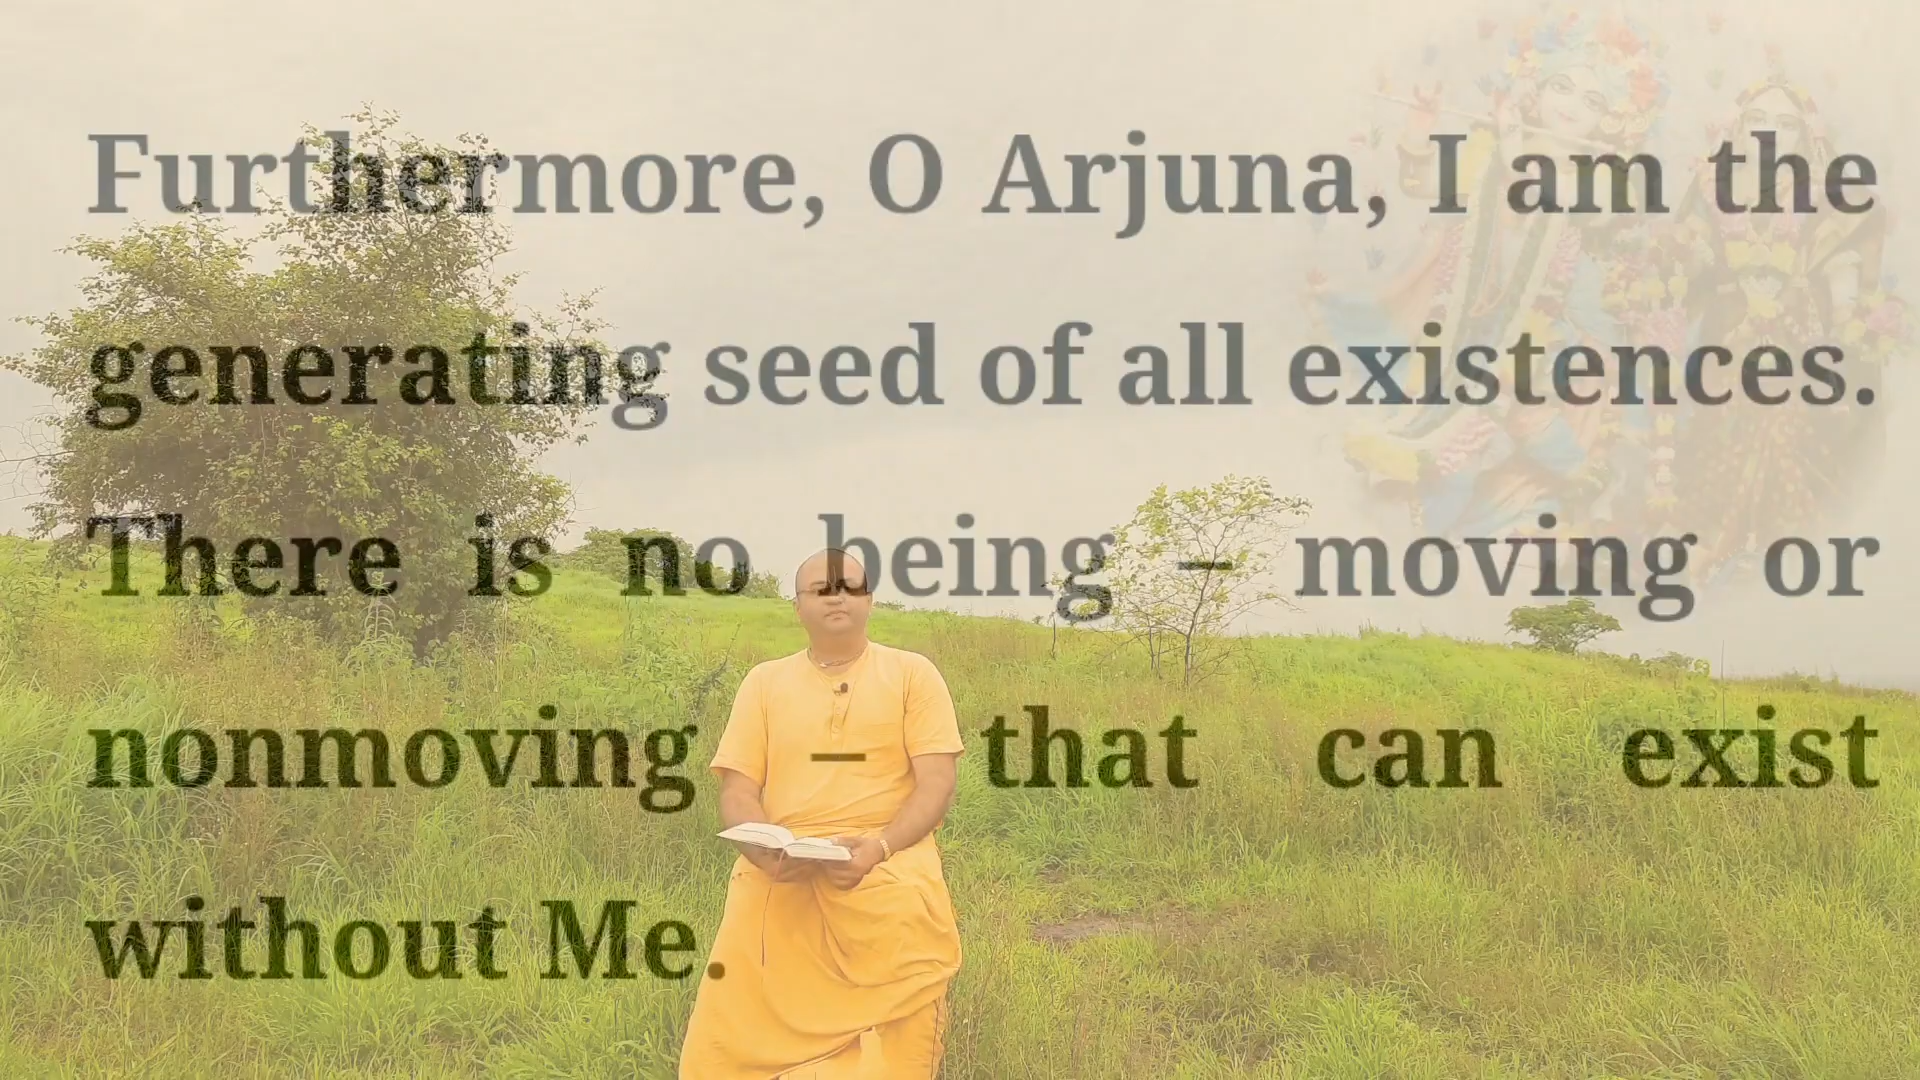 Furthermore, O Arjuna, I am the
generating seed of all existences.
There is no being – moving or
nonmoving – that can exist
without Me.